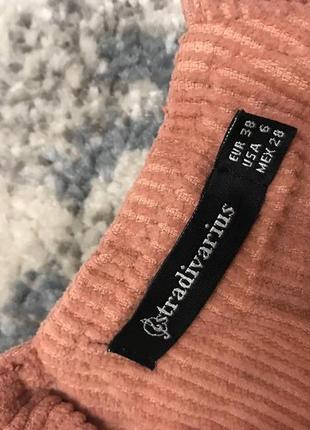 stradivarius
EUR 38
USA 6
MEX 28